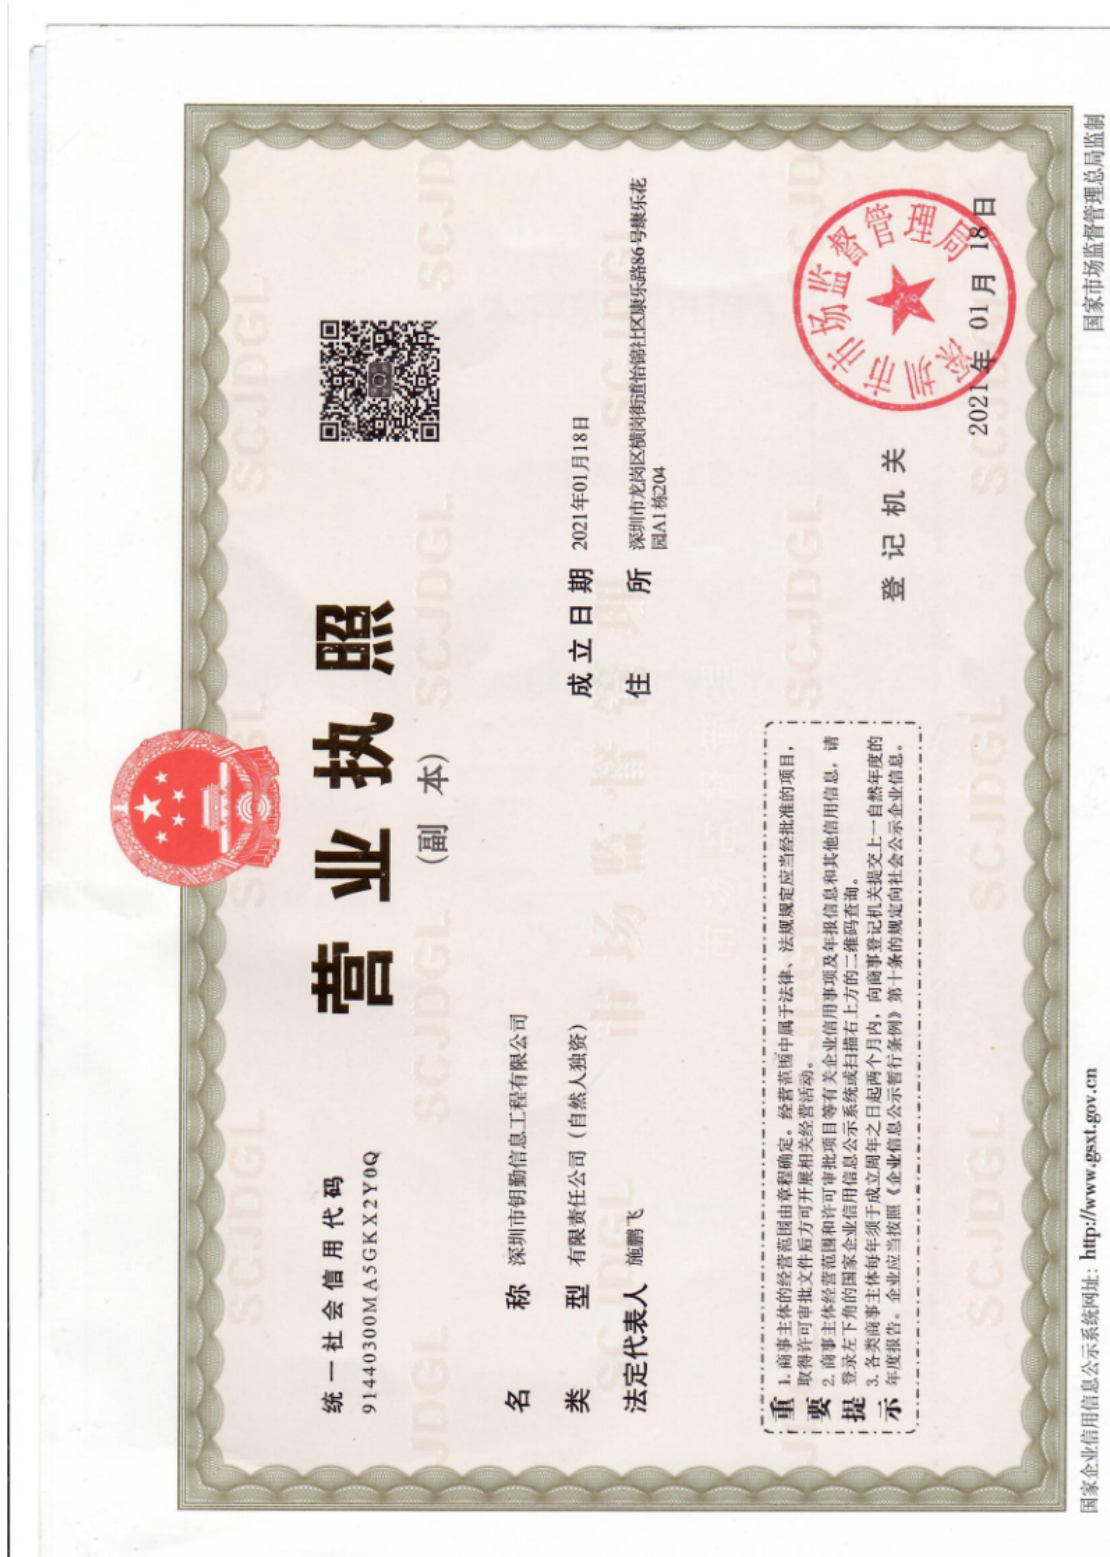 营业执照
(副 本)
统一社会信用代码
91440300MA5GKX2Y0Q
名 称 深圳市钥勤信息工程有限公司
类 型 有限责任公司（自然人独资）
法定代表人 施鹏飞
成立日期 2021年01月18日
住 所 深圳市龙岗区横岗街道怡锦社区康乐路86号康乐花
园A1栋204
重要提示
1. 商事主体的经营范围由章程确定。经营范围中属于法律、法规规定应当经批准的项目，
取得许可审批文件后方可开展相关经营活动。
2. 商事主体经营范围和许可审批项目等有关企业信用事项及年报信息和其他信用信息，请
登录左下角的国家企业信用信息公示系统或扫描右上方的二维码查询。
3. 各类商事主体每年须于成立周年之日起两个月内，向商事登记机关提交上一自然年度的
年度报告。企业应当按照《企业信息公示暂行条例》第十条的规定向社会公示企业信息。
登记机关
深圳市市场监督管理局
2021年 01月 18日
国家企业信用信息公示系统网址：http://www.gsxt.gov.cn
国家市场监督管理总局监制
SCJDGL
市场监督管理